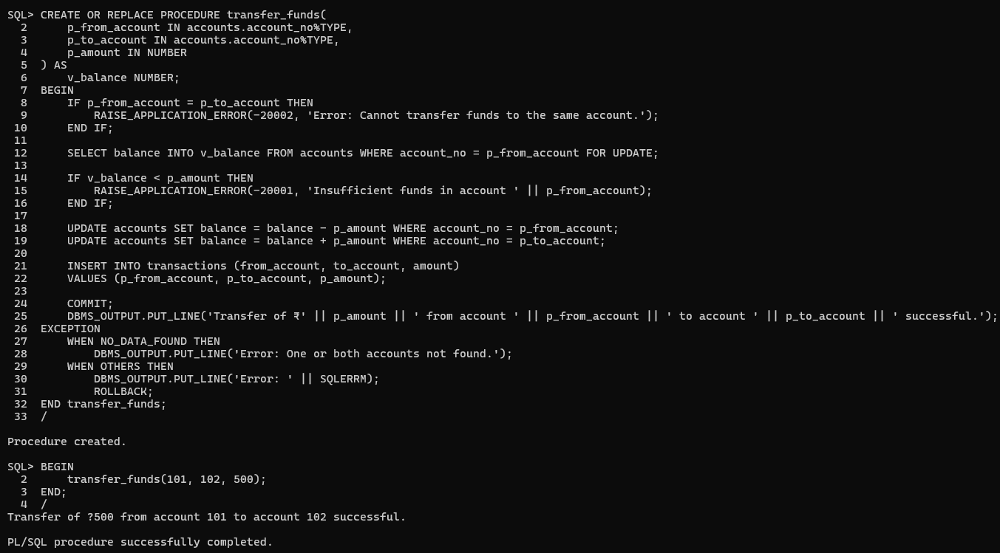 SQL> CREATE OR REPLACE PROCEDURE transfer_funds(
  2      p_from_account IN accounts.account_no%TYPE,
  3      p_to_account IN accounts.account_no%TYPE,
  4      p_amount IN NUMBER
  5  ) AS
  6      v_balance NUMBER;
  7  BEGIN
  8      IF p_from_account = p_to_account THEN
  9          RAISE_APPLICATION_ERROR(-20002, 'Error: Cannot transfer funds to the same account.');
 10      END IF;
 11
 12      SELECT balance INTO v_balance FROM accounts WHERE account_no = p_from_account FOR UPDATE;
 13
 14      IF v_balance < p_amount THEN
 15          RAISE_APPLICATION_ERROR(-20001, 'Insufficient funds in account ' || p_from_account);
 16      END IF;
 17
 18      UPDATE accounts SET balance = balance - p_amount WHERE account_no = p_from_account;
 19      UPDATE accounts SET balance = balance + p_amount WHERE account_no = p_to_account;
 20
 21      INSERT INTO transactions (from_account, to_account, amount)
 22      VALUES (p_from_account, p_to_account, p_amount);
 23
 24      COMMIT;
 25      DBMS_OUTPUT.PUT_LINE('Transfer of ₹' || p_amount || ' from account ' || p_from_account || ' to account ' || p_to_account || ' successful.');
 26  EXCEPTION
 27      WHEN NO_DATA_FOUND THEN
 28          DBMS_OUTPUT.PUT_LINE('Error: One or both accounts not found.');
 29      WHEN OTHERS THEN
 30          DBMS_OUTPUT.PUT_LINE('Error: ' || SQLERRM);
 31          ROLLBACK;
 32  END transfer_funds;
 33  /

Procedure created.

SQL> BEGIN
  2      transfer_funds(101, 102, 500);
  3  END;
  4  /
Transfer of ?500 from account 101 to account 102 successful.

PL/SQL procedure successfully completed.